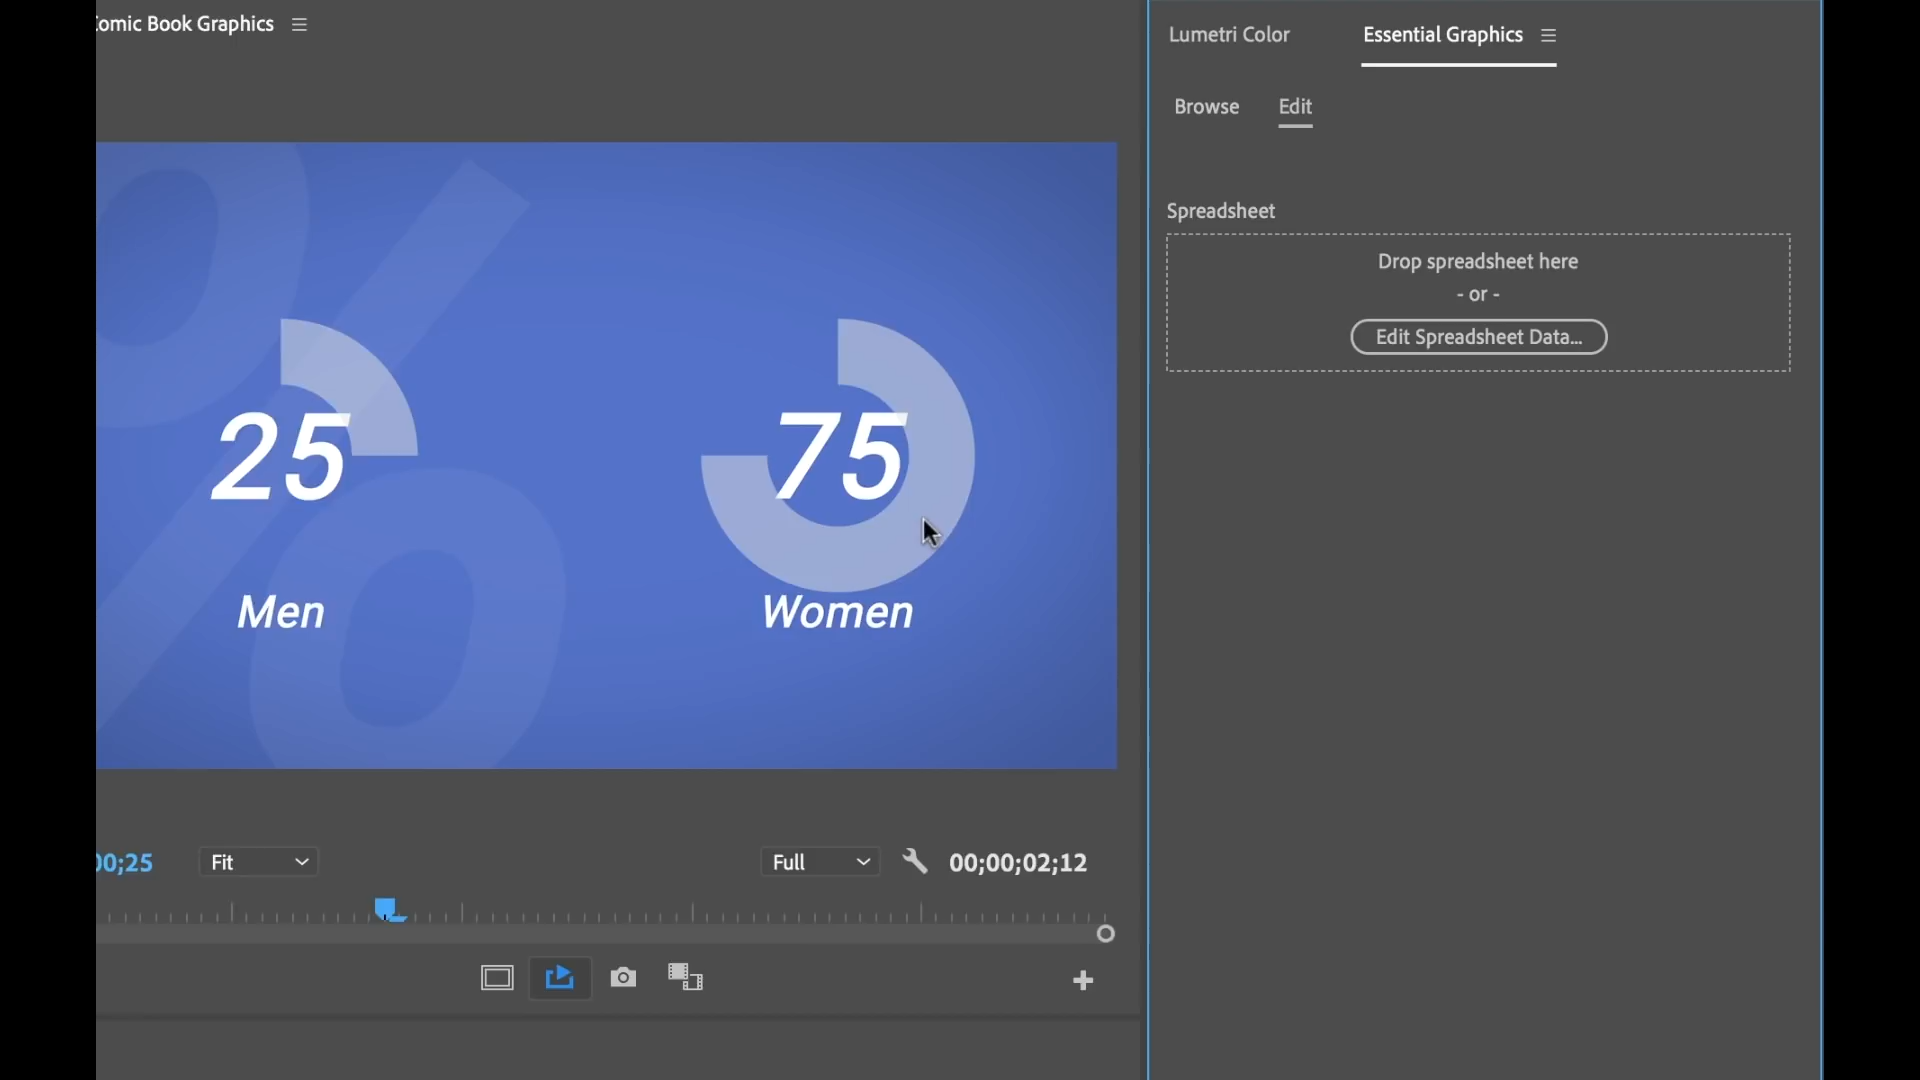 Comic Book Graphics
Lumetri Color
Essential Graphics
Browse
Edit
Spreadsheet
Drop spreadsheet here
- or -
Edit Spreadsheet Data...
%
25
75
Men
Women
00;25
Fit
Full
00;00;02;12